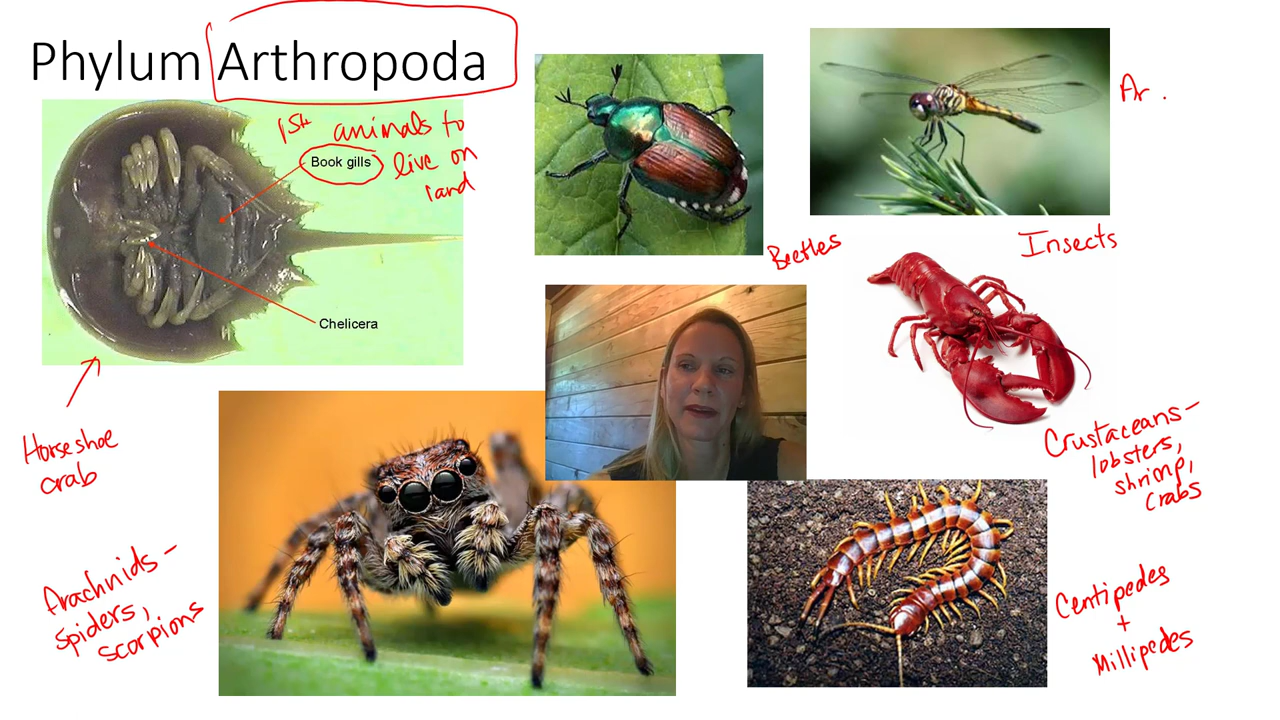 Phylum Arthropoda
1st animals to
Book gills live on
land
Chelicera
Horseshoe
crab
Ar .
Beetles
Insects
Crustaceans-
lobsters,
shrimp,
crabs
Arachnids-
spiders,
scorpions
Centipedes
+
Millipedes